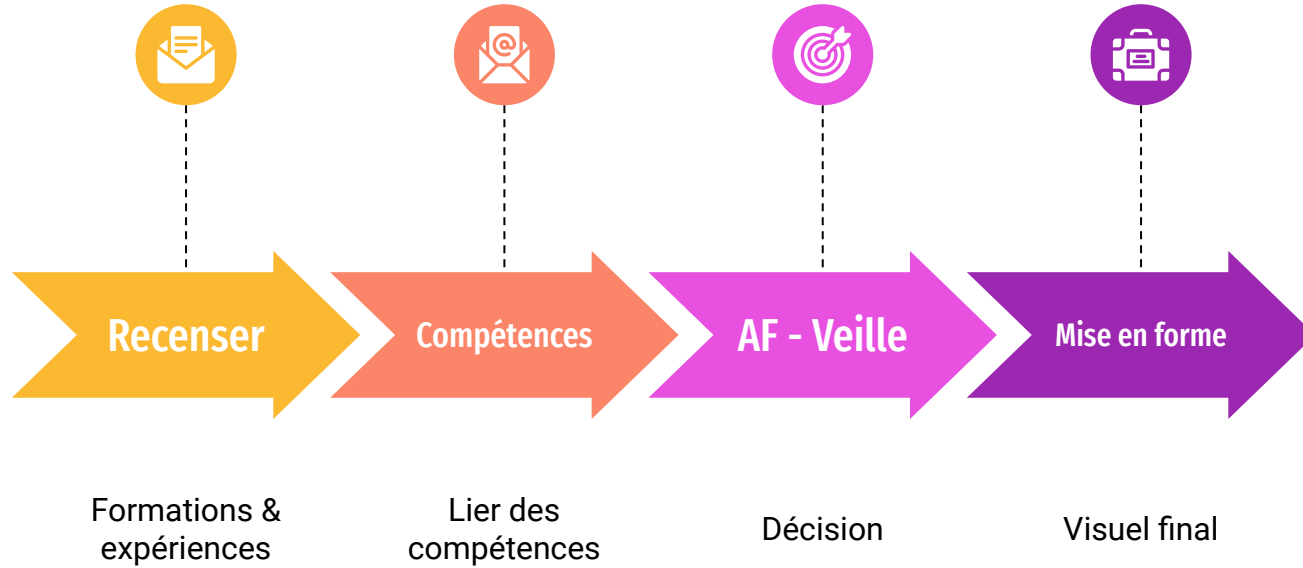 @
Recenser
Compétences
AF - Veille
Mise en forme
Formations &
expériences
Lier des
compétences
Décision
Visuel final